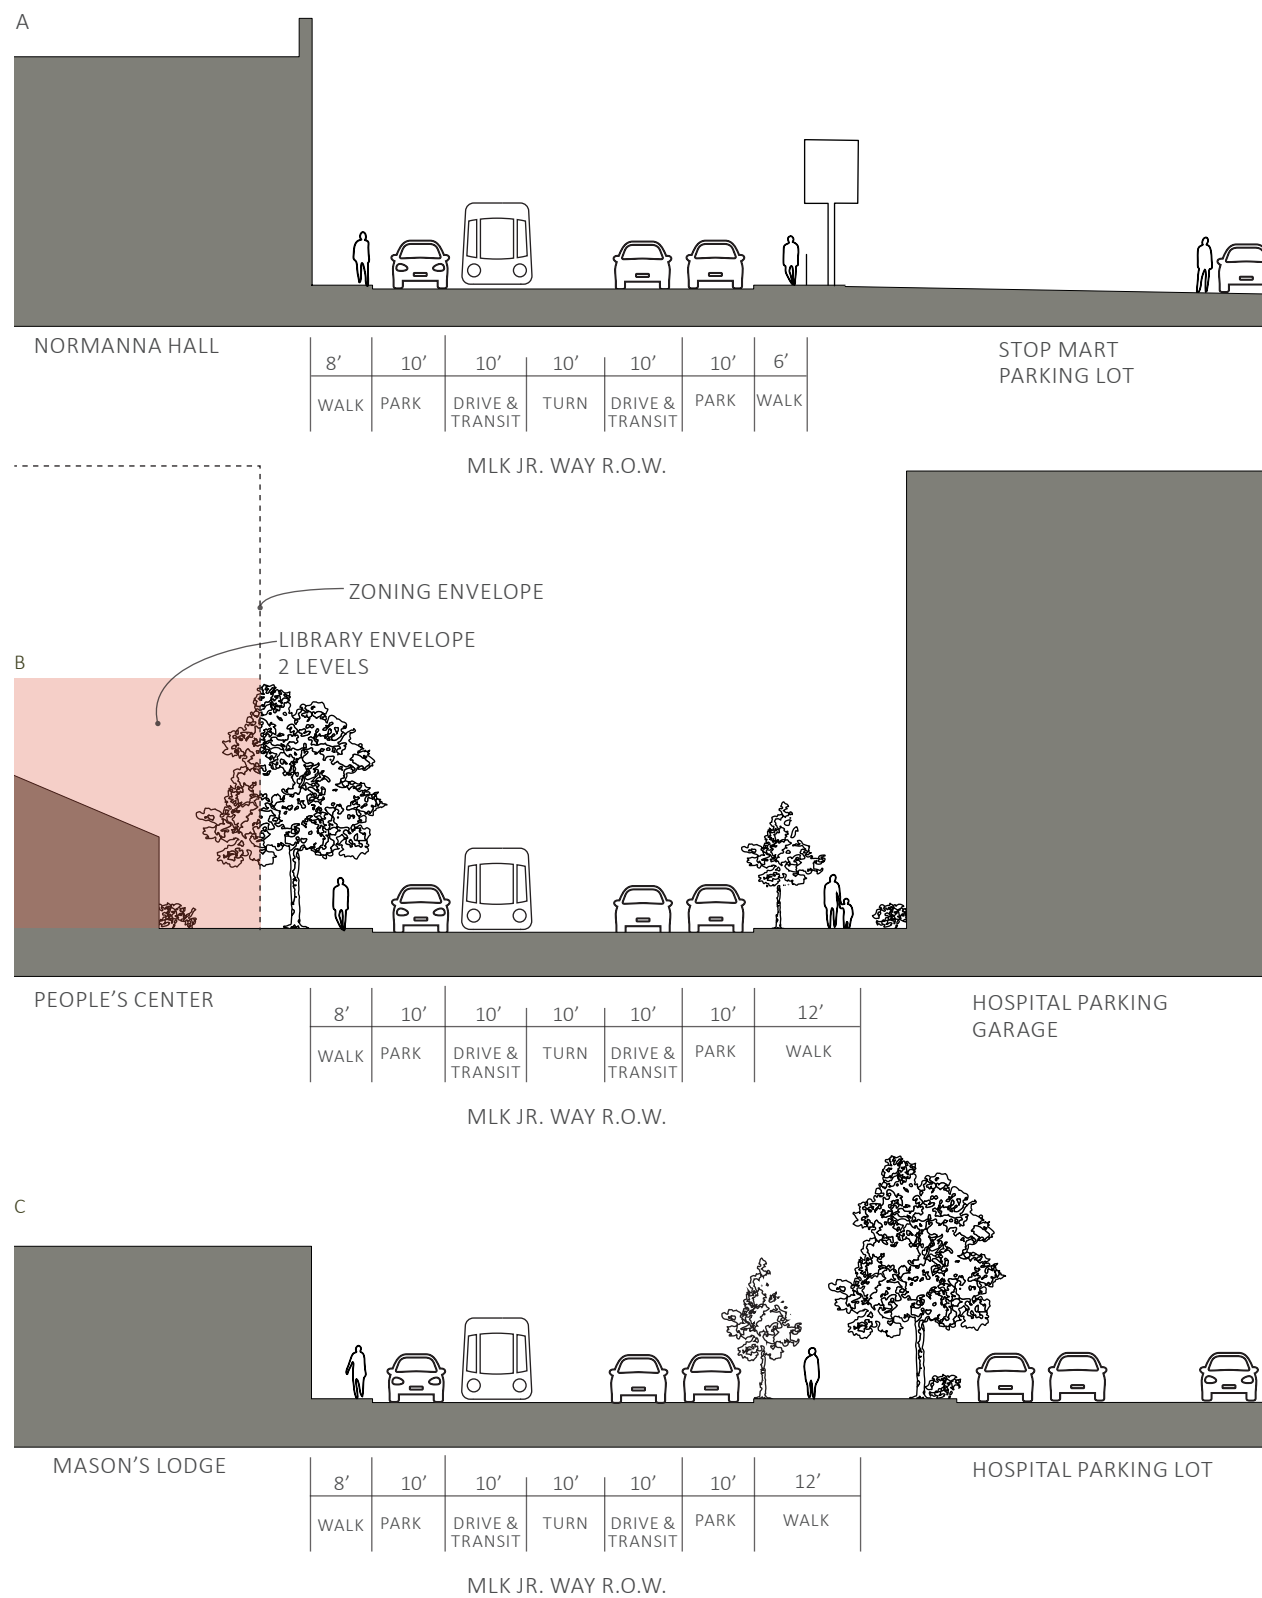 A
NORMANNA HALL
STOP MART
PARKING LOT
8’ 10’ 10’ 10’ 10’ 10’ 6’
WALK PARK DRIVE & TRANSIT TURN DRIVE & TRANSIT PARK WALK
MLK JR. WAY R.O.W.
ZONING ENVELOPE
LIBRARY ENVELOPE
2 LEVELS
B
PEOPLE’S CENTER
HOSPITAL PARKING
GARAGE
8’ 10’ 10’ 10’ 10’ 10’ 12’
WALK PARK DRIVE & TRANSIT TURN DRIVE & TRANSIT PARK WALK
MLK JR. WAY R.O.W.
C
MASON’S LODGE
HOSPITAL PARKING LOT
8’ 10’ 10’ 10’ 10’ 10’ 12’
WALK PARK DRIVE & TRANSIT TURN DRIVE & TRANSIT PARK WALK
MLK JR. WAY R.O.W.